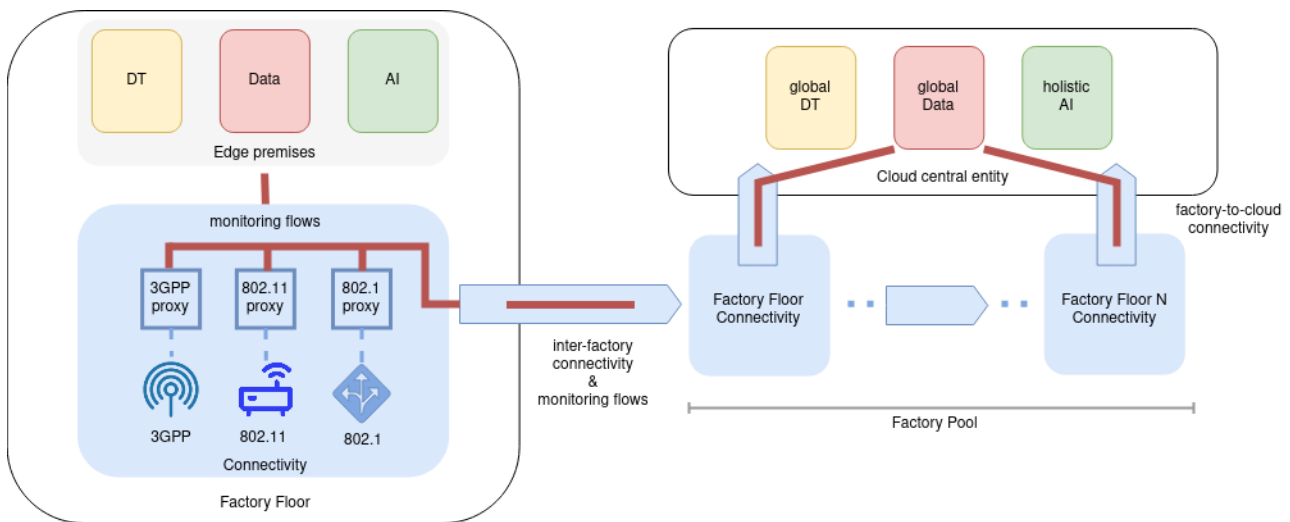 DT
Data
AI
Edge premises
monitoring flows
3GPP
proxy
802.11
proxy
802.1
proxy
3GPP
802.11
802.1
Connectivity
Factory Floor
inter-factory
connectivity
&
monitoring flows
global
DT
global
Data
holistic
AI
Cloud central entity
factory-to-cloud
connectivity
Factory Floor
Connectivity
Factory Floor N
Connectivity
Factory Pool